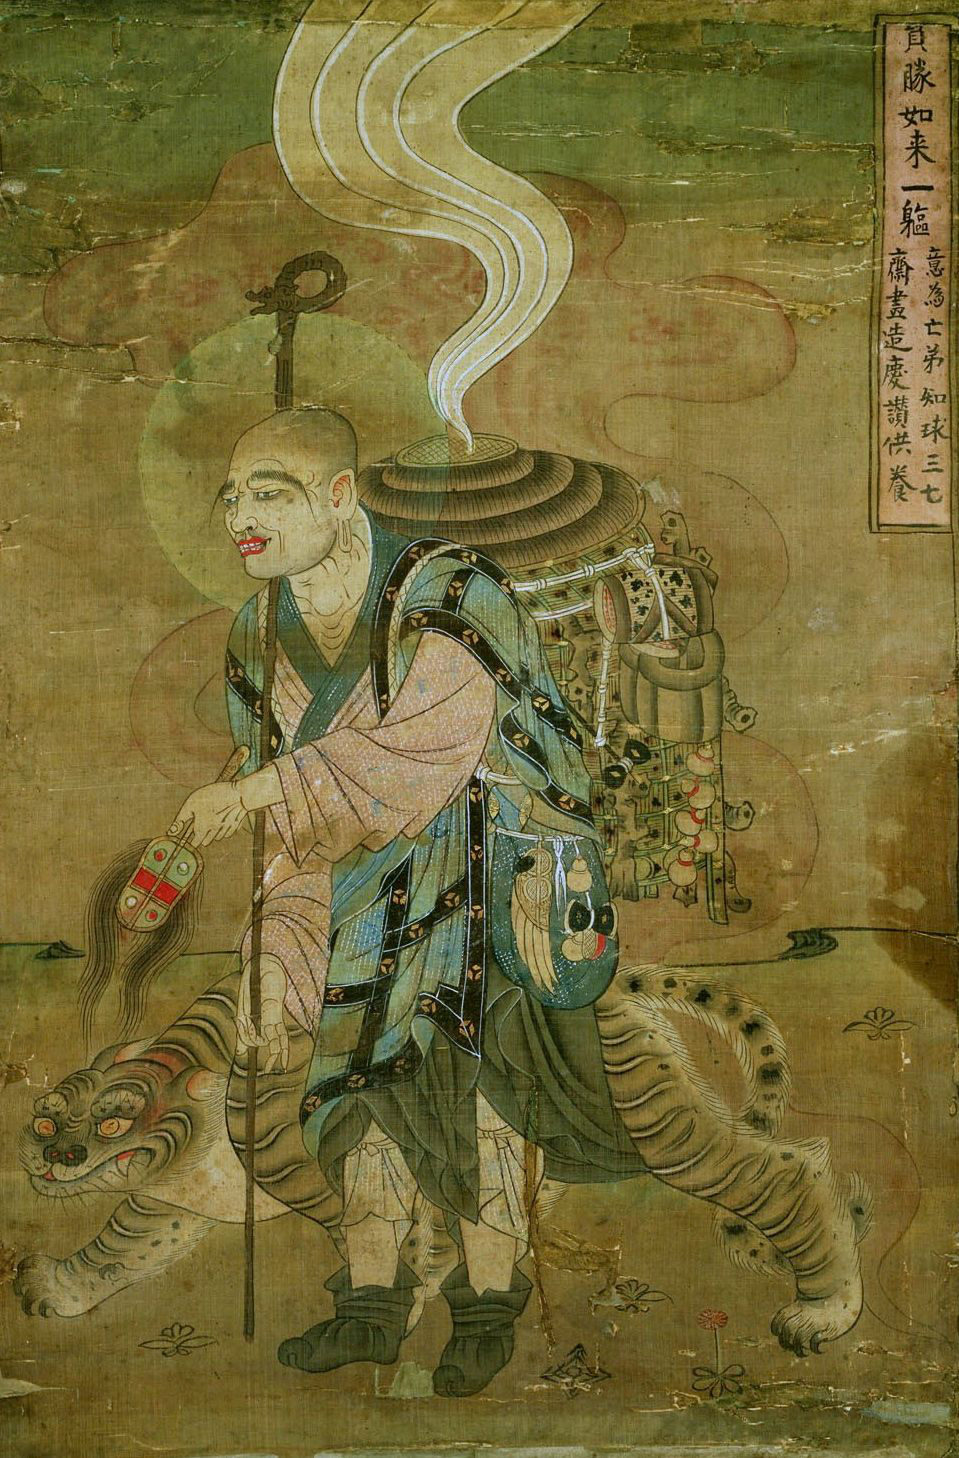 勝如来一軀
意為亡弟知球三七
齋畫造慶讚供養